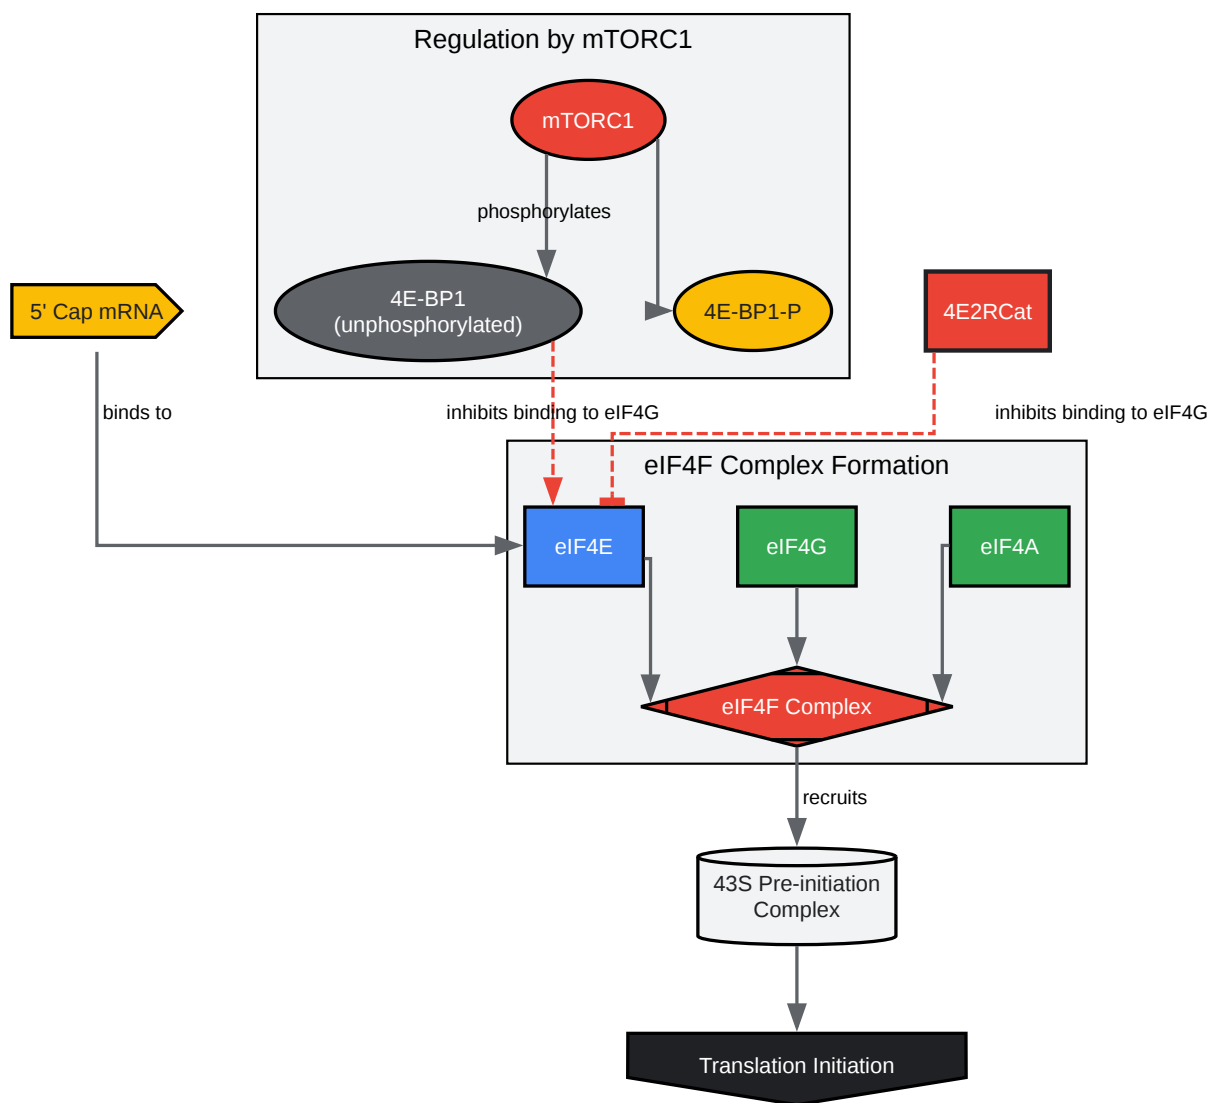 Regulation by mTORC1
mTORC1
phosphorylates
4E-BP1
(unphosphorylated)
4E-BP1-P
5' Cap mRNA
4E2RCat
binds to
inhibits binding to eIF4G
inhibits binding to eIF4G
eIF4F Complex Formation
eIF4E
eIF4G
eIF4A
eIF4F Complex
recruits
43S Pre-initiation
Complex
Translation Initiation